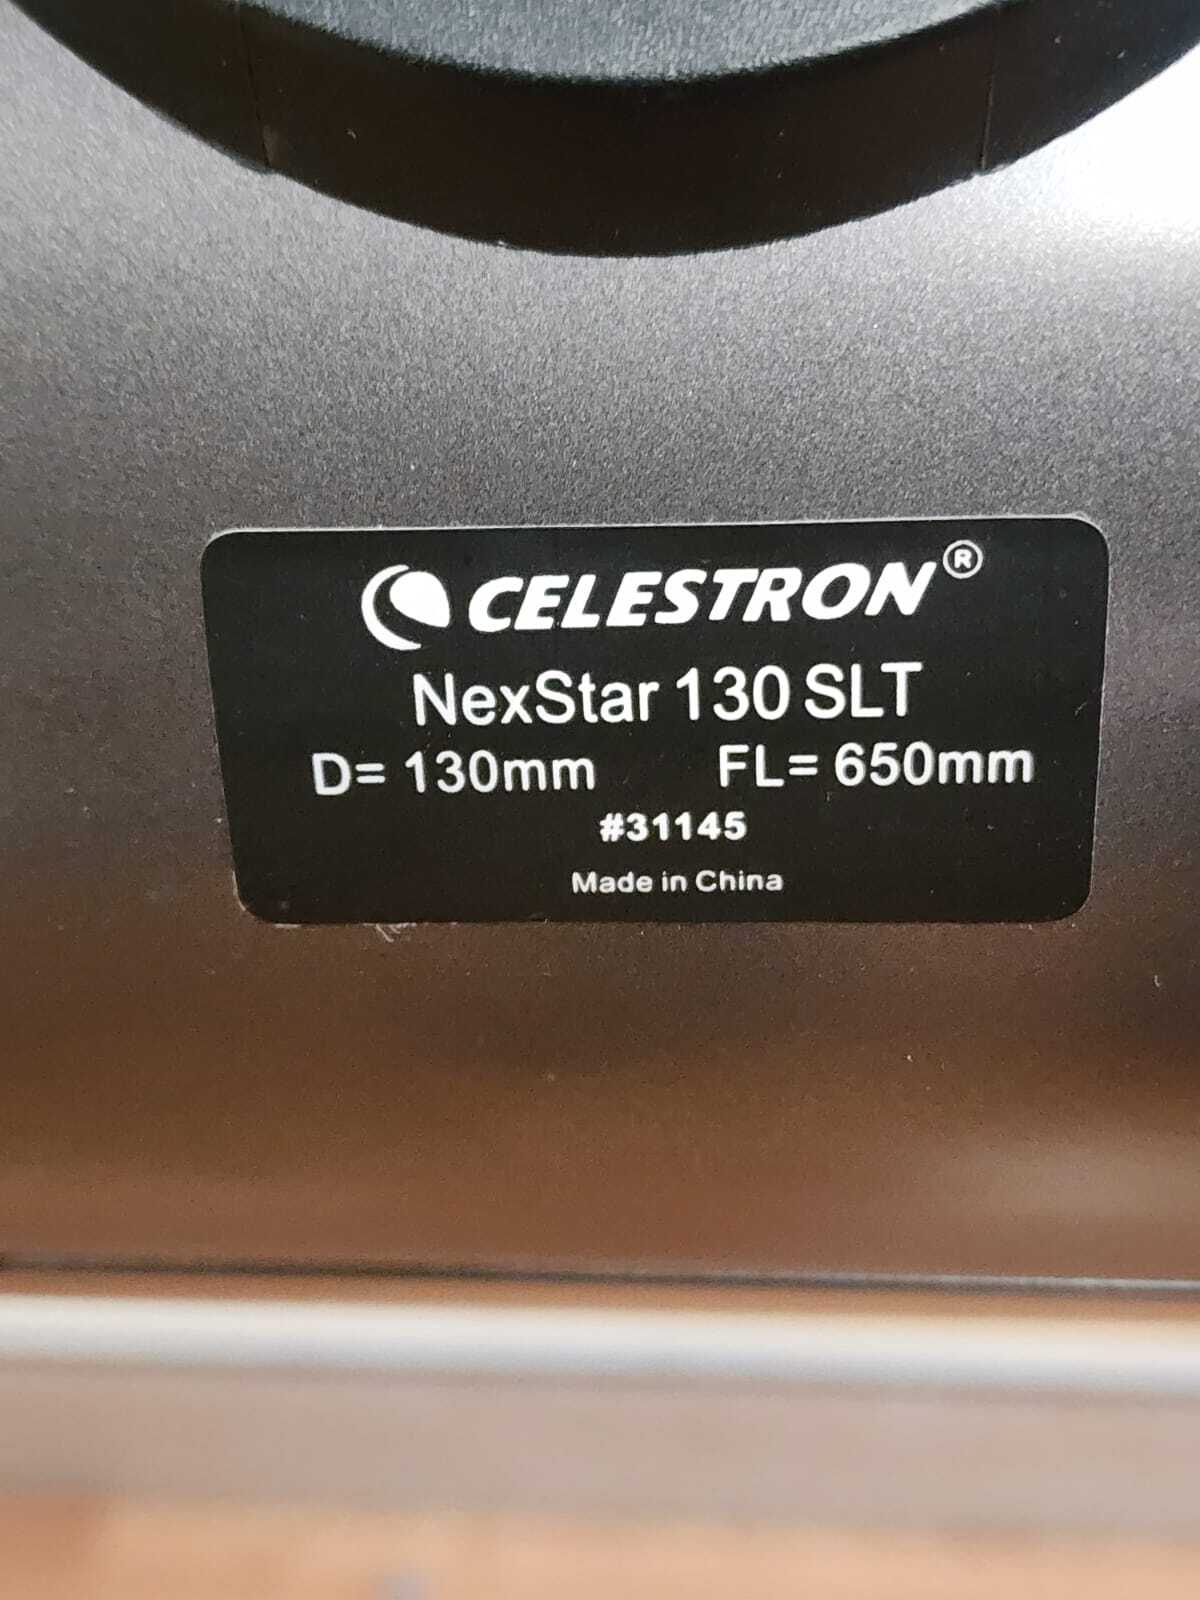 CELESTRON®
NexStar 130 SLT
D= 130mm FL= 650mm
#31145
Made in China